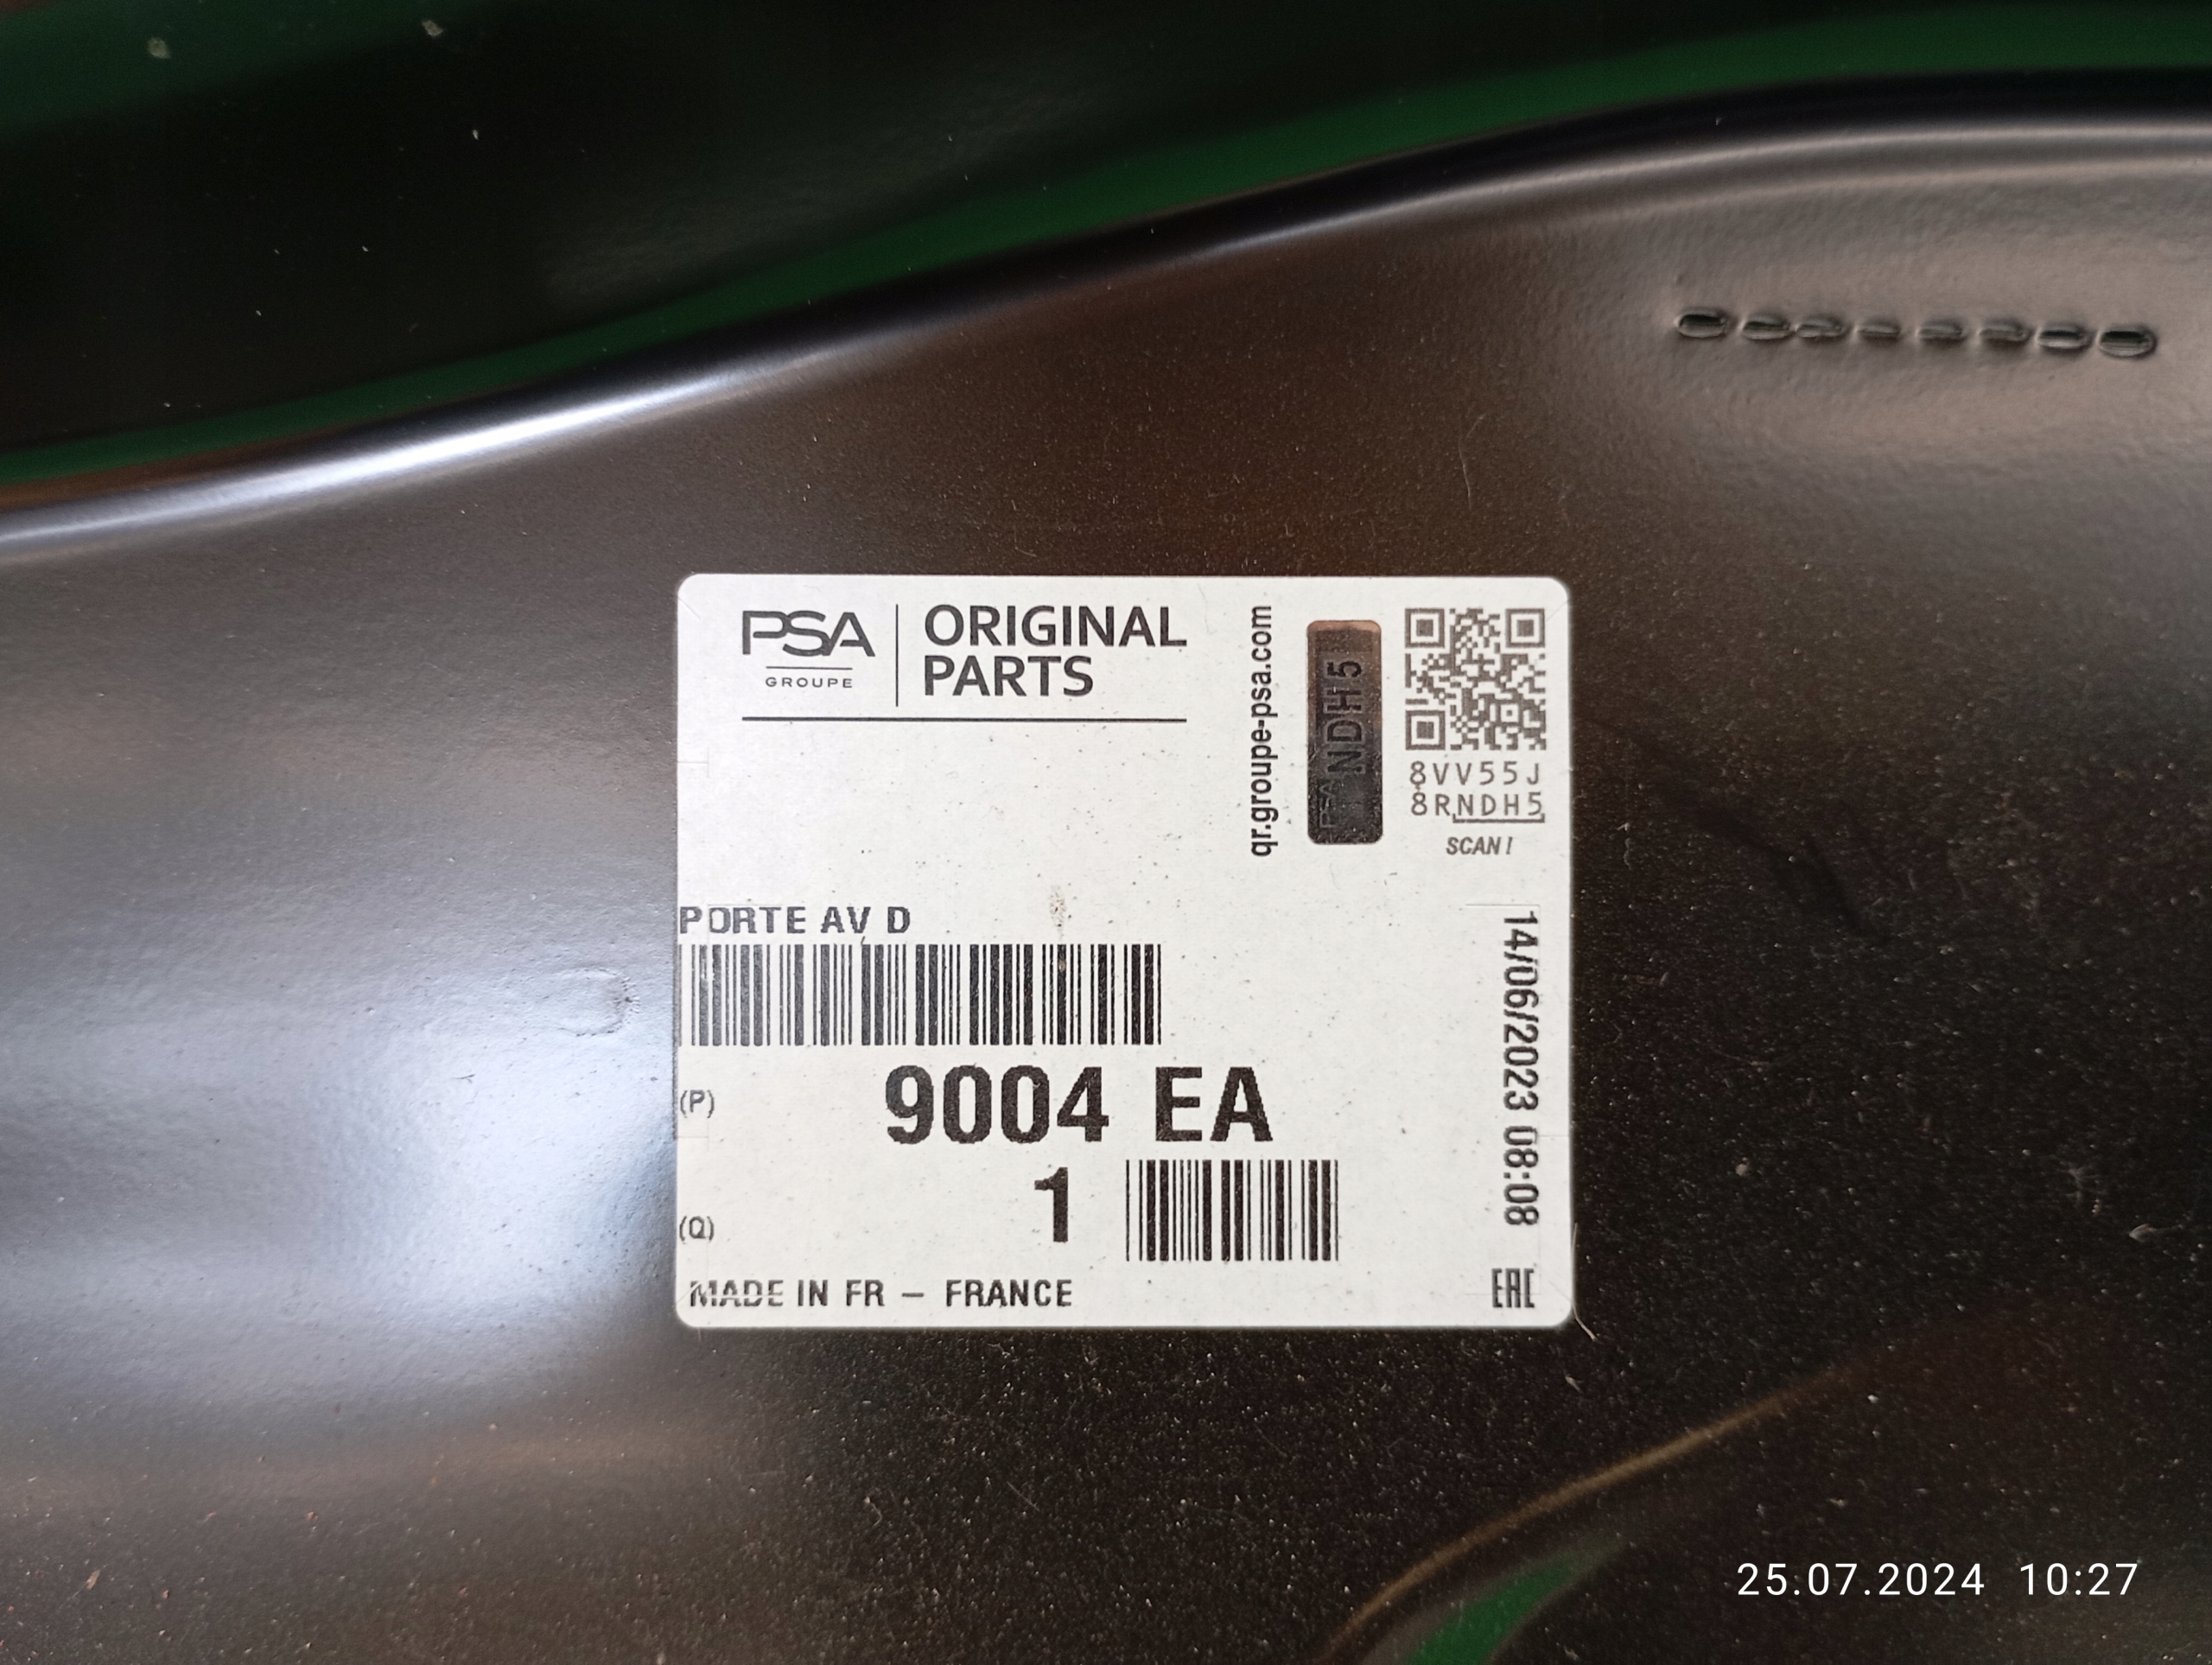 PSA
GROUPE
ORIGINAL
PARTS
qr.groupe-psa.com
NDH5
8VV55J
8RNDH5
SCAN!
PORTE AV D
14/06/2023 08:08
(P)
9004 EA
(Q)
1
MADE IN FR – FRANCE
EAC
25.07.2024 10:27